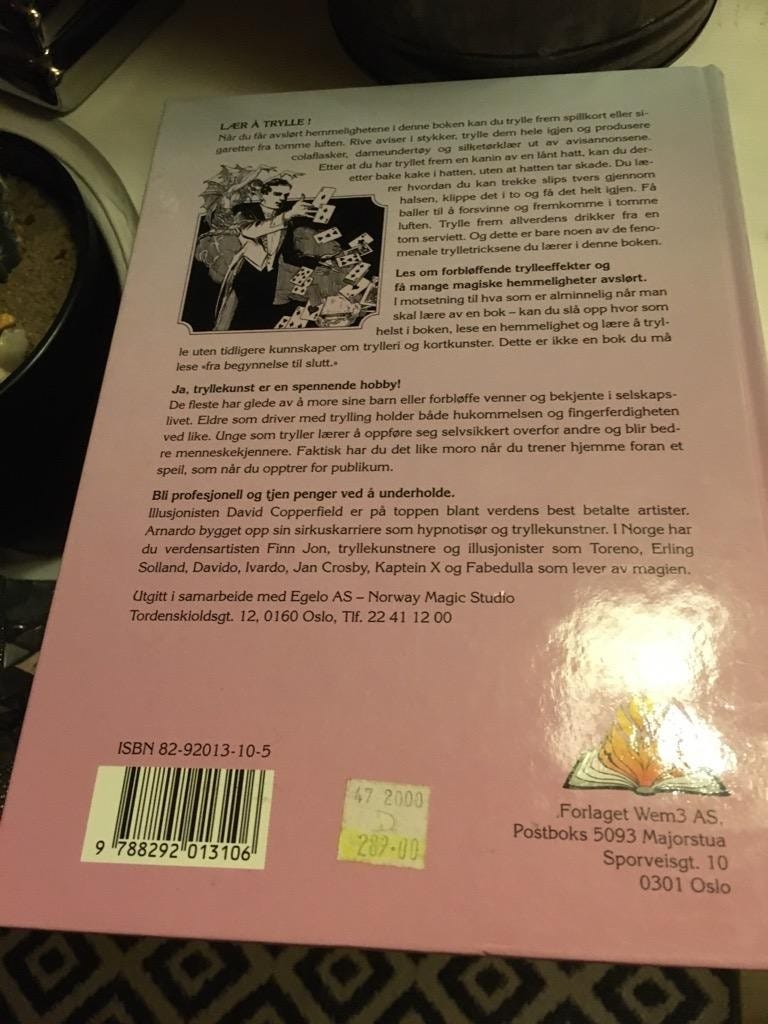 LÆR Å TRYLLE !
Når du får avslørt hemmelighetene i denne boken kan du trylle frem spillkort eller si-
garetter fra tomme luften. Rive aviser i stykker, trylle dem hele igjen og produsere
colaflasker, dameundertøy og silketørklær ut av avisannonsene.
Etter at du har tryllet frem en kanin av en lånt hatt, kan du der-
etter bake kake i hatten, uten at hatten tar skade. Du læ-
rer hvordan du kan trekke slips tvers gjennom
halsen, klippe det i to og få det helt igjen. Få
baller til å forsvinne og fremkomme i tomme
luften. Trylle frem allverdens drikker fra en
tom serviett. Og dette er bare noen av de feno-
menale trylletricksene du lærer i denne boken.
Les om forbløffende trylleeffekter og
få mange magiske hemmeligheter avslørt.
I motsetning til hva som er alminnelig når man
skal lære av en bok – kan du slå opp hvor som
helst i boken, lese en hemmelighet og lære å tryl-
le uten tidligere kunnskaper om trylleri og kortkunster. Dette er ikke en bok du må
lese «fra begynnelse til slutt.»
Ja, tryllekunst er en spennende hobby!
De fleste har glede av å more sine barn eller forbløffe venner og bekjente i selskaps-
livet. Eldre som driver med trylling holder både hukommelsen og fingerferdigheten
ved like. Unge som tryller lærer å oppføre seg selvsikkert overfor andre og blir bed-
re menneskekjennere. Faktisk har du det like moro når du trener hjemme foran et
speil, som når du opptrer for publikum.
Bli profesjonell og tjen penger ved å underholde.
Illusjonisten David Copperfield er på toppen blant verdens best betalte artister.
Arnardo bygget opp sin sirkuskarriere som hypnotisør og tryllekunstner. I Norge har
du verdensartisten Finn Jon, tryllekunstnere og illusjonister som Toreno, Erling
Solland, Davido, Ivardo, Jan Crosby, Kaptein X og Fabedulla som lever av magien.
Utgitt i samarbeide med Egelo AS – Norway Magic Studio
Tordenskioldsgt. 12, 0160 Oslo, Tlf. 22 41 12 00
ISBN 82-92013-10-5
9 788292 013106
47 2000
D
289.00
Forlaget Wem3 AS.
Postboks 5093 Majorstua
Sporveisgt. 10
0301 Oslo